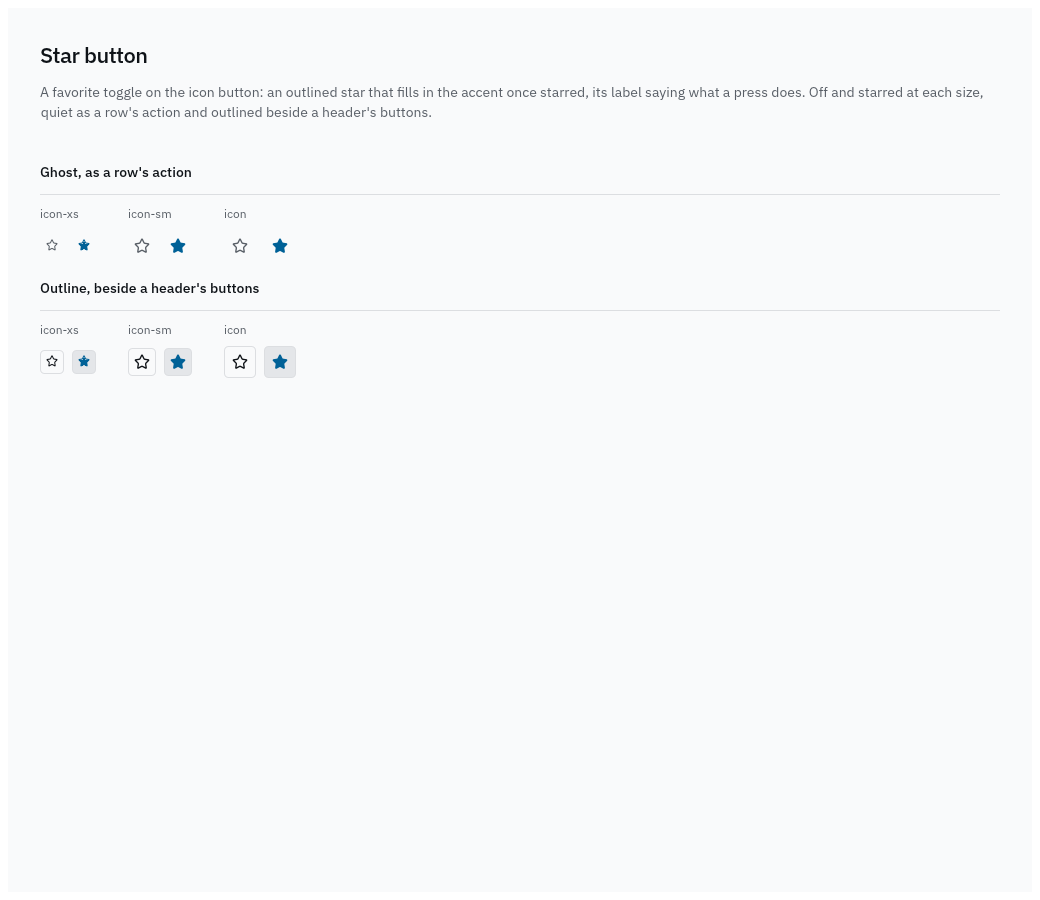 Star button
A favorite toggle on the icon button: an outlined star that fills in the accent once starred, its label saying what a press does. Off and starred at each size,
quiet as a row's action and outlined beside a header's buttons.
Ghost, as a row's action
icon-xs icon-sm icon
Outline, beside a header's buttons
icon-xs icon-sm icon